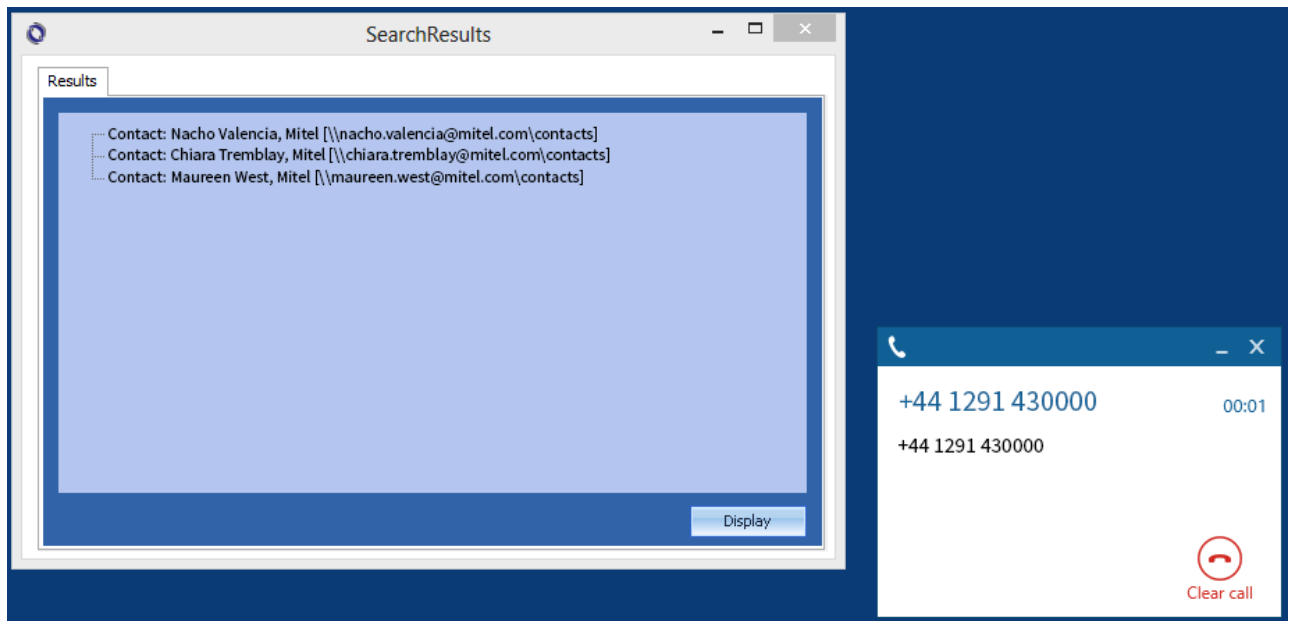 SearchResults
Results
Contact: Nacho Valencia, Mitel [\\nacho.valencia@mitel.com\contacts]
Contact: Chiara Tremblay, Mitel [\\chiara.tremblay@mitel.com\contacts]
Contact: Maureen West, Mitel [\\maureen.west@mitel.com\contacts]
Display
+44 1291 430000 00:01
+44 1291 430000
Clear call